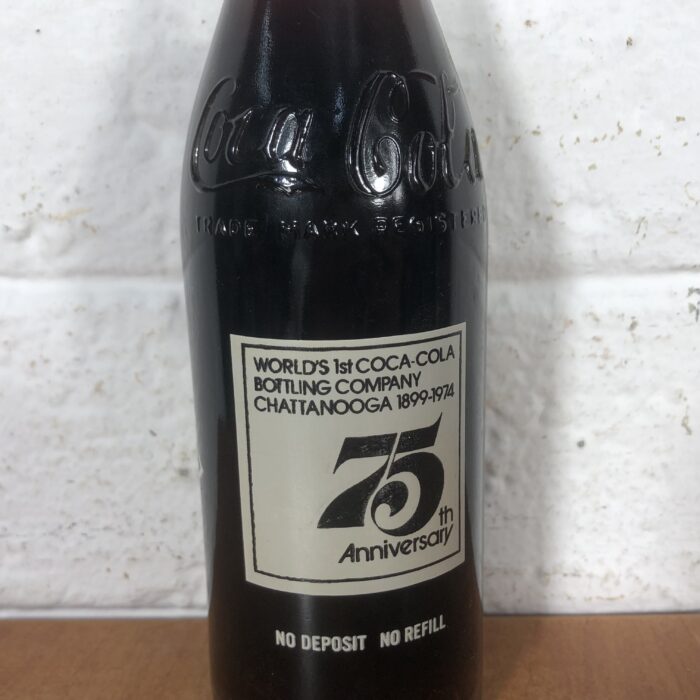 Coca Cola
TRADE MARK REGISTERED
WORLD'S 1st COCA-COLA
BOTTLING COMPANY
CHATTANOOGA 1899-1974
75th
Anniversary
NO DEPOSIT NO REFILL